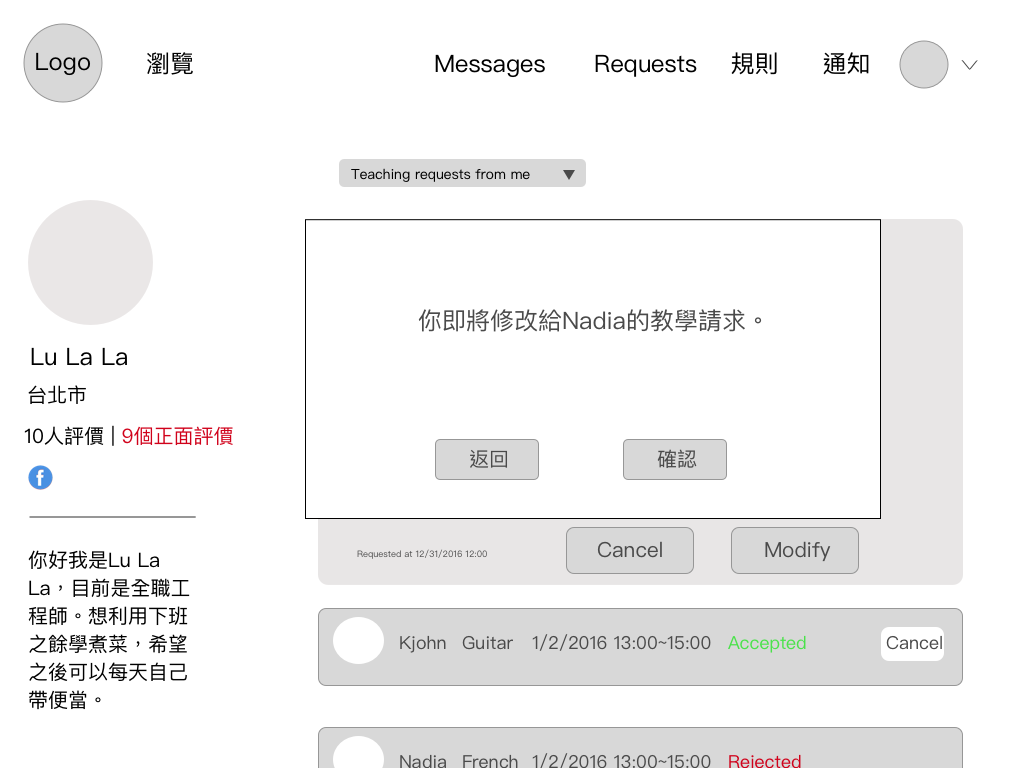 Logo
瀏覽
Messages
Requests
規則
通知
Teaching requests from me
你即將修改給Nadia的教學請求。
返回
確認
Lu La La
台北市
10人評價 | 9個正面評價
f
你好我是Lu La
La，目前是全職工
程師。想利用下班
之餘學煮菜，希望
之後可以每天自己
帶便當。
Requested at 12/31/2016 12:00
Cancel
Modify
Kjohn Guitar 1/2/2016 13:00~15:00 Accepted Cancel
Nadia French 1/2/2016 13:00~15:00 Rejected